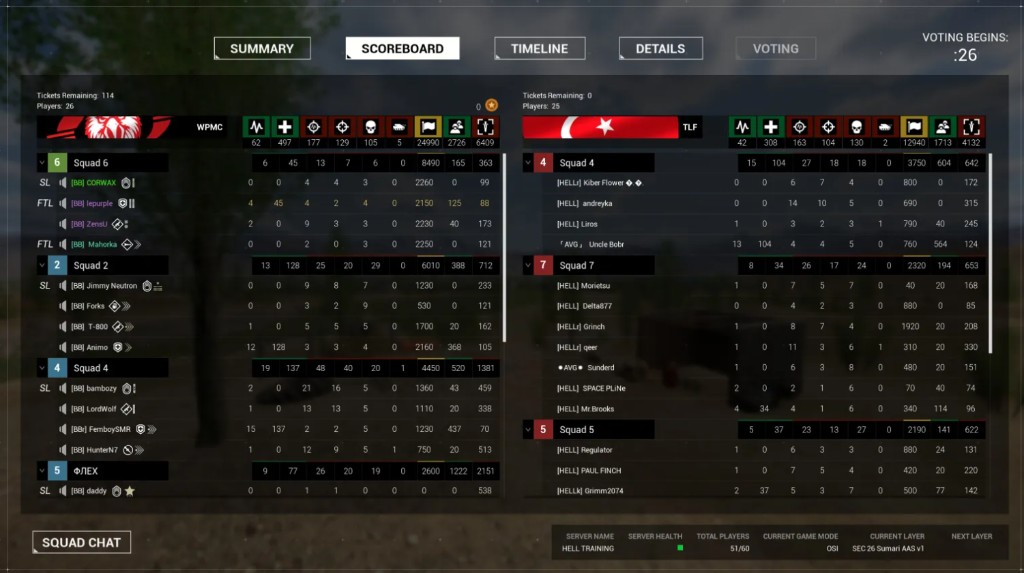 SUMMARY SCOREBOARD TIMELINE DETAILS VOTING VOTING BEGINS: :26
Tickets Remaining: 114
Players: 26
0
WPMC 62 497 177 129 105 5 24990 2726 6409
6 Squad 6 6 45 13 7 6 0 8490 165 363
SL [BB] CORWAX 0 0 4 4 3 0 2260 0 99
FTL [BB] lepurple 4 45 4 2 4 0 2150 125 88
[BB] ZensU 2 0 9 3 3 0 2230 40 173
FTL [BB] Mahorka 0 0 2 0 3 0 2250 0 121
2 Squad 2 13 128 25 20 29 0 6010 388 712
SL [BB] Jimmy Neutron 0 0 9 8 7 0 1230 0 233
[BB] Forks 0 0 3 2 9 0 530 0 121
[BB] T-800 1 0 5 5 5 0 1700 20 162
[BB] Animo 12 128 3 3 4 0 2160 368 105
4 Squad 4 19 137 48 40 20 1 4450 520 1381
SL [BB] bambozy 2 0 21 16 5 0 1360 43 459
[BB] LordWolf 1 0 13 13 5 0 1110 20 338
[BBr] FemboySMR 15 137 2 2 5 0 1230 437 70
[BB] HunterN7 1 0 12 9 5 1 750 20 513
5 ФЛЕХ 9 77 26 20 19 0 2600 1222 2151
SL [BB] daddy 0 0 1 1 0 0 0 0 538
Tickets Remaining: 0
Players: 25
TLF 42 308 163 104 130 2 12940 1713 4132
4 Squad 4 15 104 27 18 18 0 3750 604 642
[HELLr] Kiber Flower 0 0 6 7 4 0 800 0 172
[HELL] andreyka 0 0 14 10 5 0 690 0 315
[HELL] Liros 0 0 2 0 3 1 790 0 124
「AVG」 Uncle Bobr 13 104 4 4 5 0 760 564 124
7 Squad 7 8 34 26 17 24 0 2320 194 653
[HELL] Morietsu 1 0 7 5 7 0 40 20 168
[HELL] Delta877 0 0 0 2 3 0 880 0 85
[HELLr] Grinch 1 0 8 7 4 0 1920 20 208
[HELLr] qeer 1 0 11 3 6 1 310 20 330
●AVG● Sunderd 1 0 6 3 8 0 480 20 151
[HELL] SPACE PLiNe 2 0 2 1 6 0 70 40 74
[HELL] Mr.Brooks 4 34 4 1 6 0 340 114 96
5 Squad 5 5 37 23 13 27 0 2190 141 622
[HELL] Regulator 1 0 6 3 3 0 880 24 131
[HELL] PAUL FINCH 1 0 7 5 4 0 420 20 220
[HELLk] Grimm2074 2 37 5 3 7 0 500 77 142
SQUAD CHAT
SERVER NAME SERVER HEALTH TOTAL PLAYERS CURRENT GAME MODE CURRENT LAYER NEXT LAYER
HELL TRAINING 51/60 OSI SEC 26 Sumari AAS v1